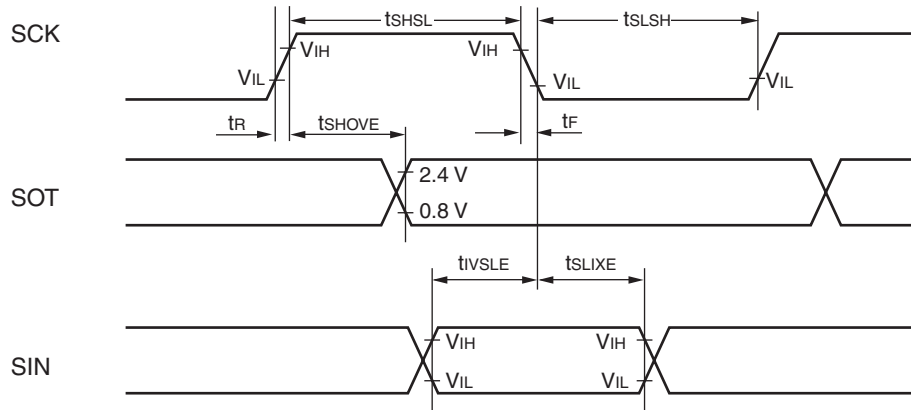 tSHSL tSLSH
SCK
VIH VIH
VIL VIL VIL
tR tSHOVE tF
SOT
2.4 V
0.8 V
tIVSLE tSLIXE
SIN
VIH VIH
VIL VIL